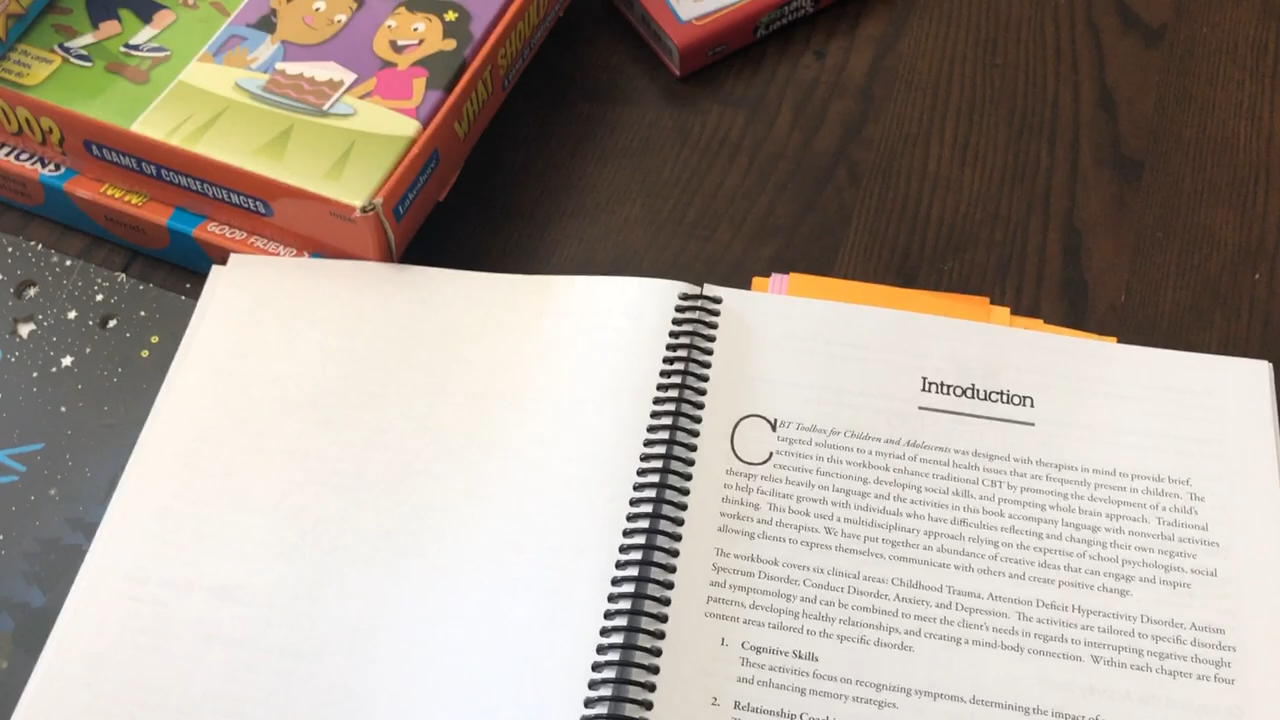 DO?
A GAME OF CONSEQUENCES
WHAT SHOULD
Lakeshore
YOU DO?
Morals
GOOD FRIEND
Sensory
Introduction
CBT Toolbox for Children and Adolescents was designed with therapists in mind to provide brief,
targeted solutions to a myriad of mental health issues that are frequently present in children. The
activities in this workbook enhance traditional CBT by promoting the development of a child's
executive functioning, developing social skills, and prompting whole brain approach. Traditional
therapy relies heavily on language and the activities in this book accompany language with nonverbal activities
to help facilitate growth with individuals who have difficulties reflecting and changing their own negative
thinking. This book used a multidisciplinary approach relying on the expertise of school psychologists, social
workers and therapists. We have put together an abundance of creative ideas that can engage and inspire
allowing clients to express themselves, communicate with others and create positive change.
The workbook covers six clinical areas: Childhood Trauma, Attention Deficit Hyperactivity Disorder, Autism
Spectrum Disorder, Conduct Disorder, Anxiety, and Depression. The activities are tailored to specific disorders
and symptomology and can be combined to meet the client's needs in regards to interrupting negative thought
patterns, developing healthy relationships, and creating a mind-body connection. Within each chapter are four
content areas tailored to the specific disorder.
1. Cognitive Skills
These activities focus on recognizing symptoms, determining the impact of
and enhancing memory strategies.
2. Relationship